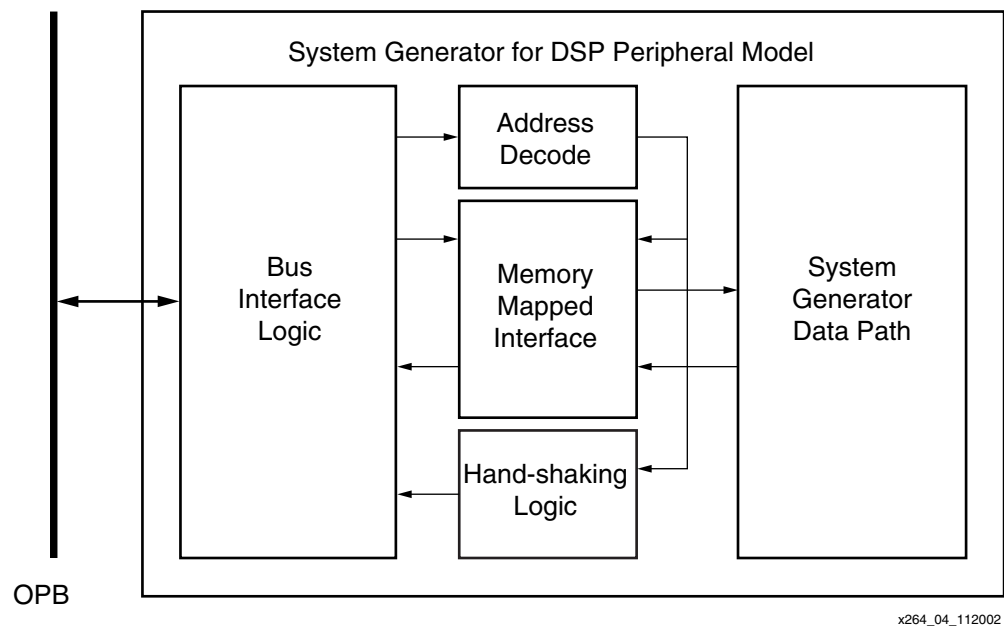 System Generator for DSP Peripheral Model
Address
Decode
Bus
Interface
Logic
Memory
Mapped
Interface
System
Generator
Data Path
Hand-shaking
Logic
OPB
x264_04_112002